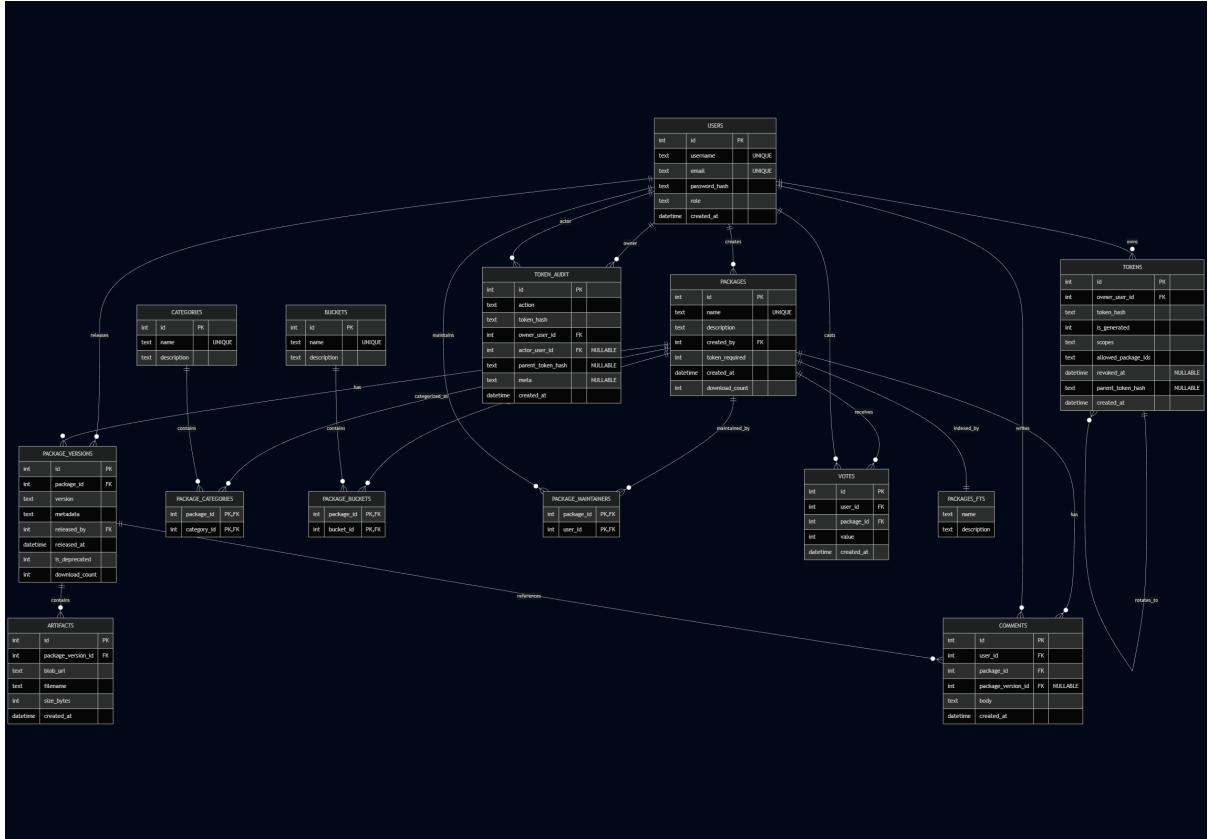 USERS
int id PK
text username UNIQUE
text email UNIQUE
text password_hash
text role
datetime created_at
releases
actor
owner
creates
owns
TOKEN_AUDIT
int id PK
text action
text token_hash
int owner_user_id FK
int actor_user_id FK NULLABLE
text parent_token_hash NULLABLE
text meta NULLABLE
datetime created_at
PACKAGES
int id PK
text name UNIQUE
text description
int created_by FK
int token_required
datetime created_at
int download_count
TOKENS
int id PK
int owner_user_id FK
text token_hash
int is_generated
text scopes
text allowed_package_ids
datetime revoked_at NULLABLE
text parent_token_hash NULLABLE
datetime created_at
CATEGORIES
int id PK
text name UNIQUE
text description
BUCKETS
int id PK
text name UNIQUE
text description
maintains
casts
has
categorized_as
contains
contains
maintained_by
receives
indexed_by
writes
PACKAGE_VERSIONS
int id PK
int package_id FK
text version
text metadata
int released_by FK
datetime released_at
int is_deprecated
int download_count
PACKAGE_CATEGORIES
int package_id PK,FK
int category_id PK,FK
PACKAGE_BUCKETS
int package_id PK,FK
int bucket_id PK,FK
PACKAGE_MAINTAINERS
int package_id PK,FK
int user_id PK,FK
VOTES
int id PK
int user_id FK
int package_id FK
int value
datetime created_at
PACKAGES_FTS
text name
text description
has
contains
references
rotates_to
ARTIFACTS
int id PK
int package_version_id FK
text blob_url
text filename
int size_bytes
datetime created_at
COMMENTS
int id PK
int user_id FK
int package_id FK
int package_version_id FK NULLABLE
text body
datetime created_at